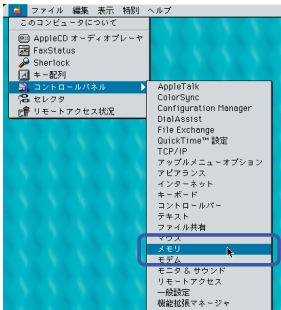 ファイル 編集 表示 特別 ヘルプ
このコンピュータについて
AppleCD オーディオプレーヤ
FaxStatus
Sherlock
キー配列
コントロールパネル
セレクタ
リモートアクセス状況
AppleTalk
ColorSync
Configuration Manager
DialAssist
File Exchange
QuickTime™ 設定
TCP/IP
アップルメニューオプション
アピアランス
インターネット
キーボード
コントロールバー
テキスト
ファイル共有
マウス
メモリ
モデム
モニタ & サウンド
リモートアクセス
一般設定
機能拡張マネージャ